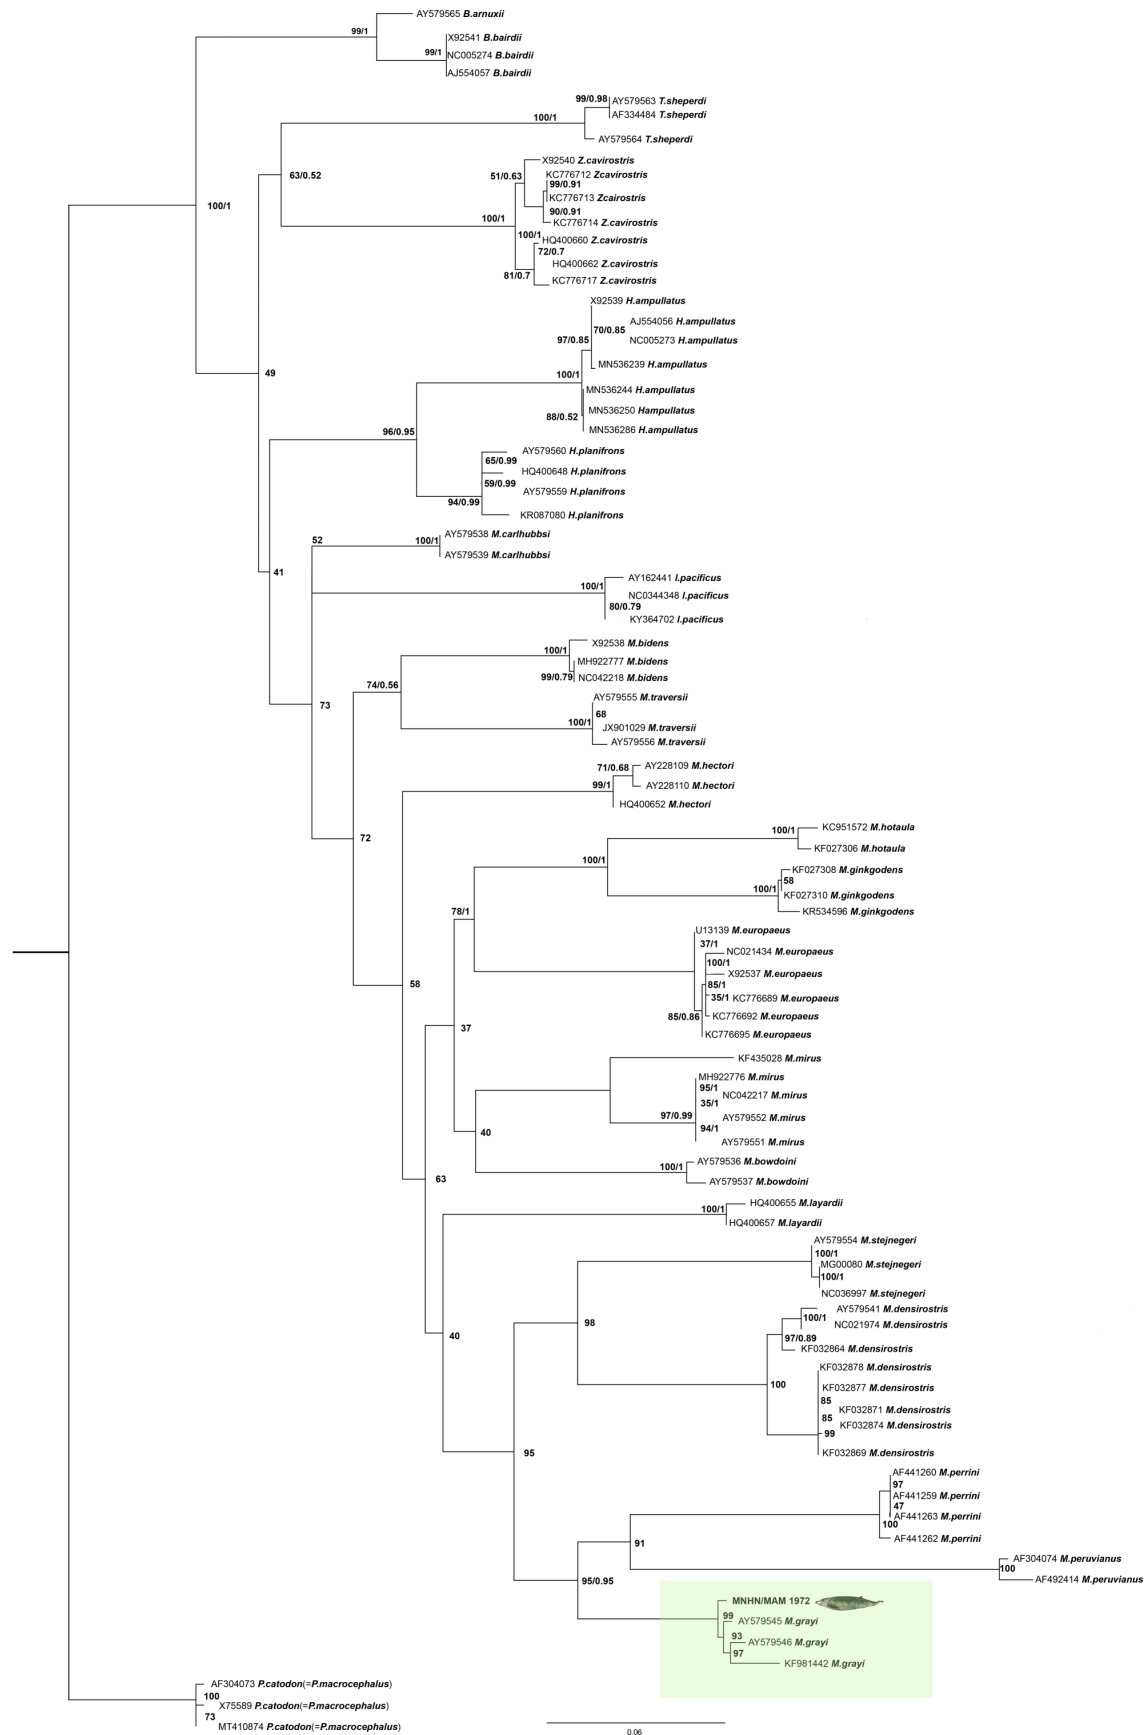 AY579565 B.arnuxii
99/1
X92541 B.bairdii
99/1
NC005274 B.bairdii
AJ554057 B.bairdii
99/0.98
AY579563 T.sheperdi
AF334484 T.sheperdi
100/1
AY579564 T.sheperdi
X92540 Z.cavirostris
63/0.52
51/0.63
KC776712 Zcavirostris
99/0.91
KC776713 Zcairostris
100/1
100/1
90/0.91
KC776714 Z.cavirostris
100/1
HQ400660 Z.cavirostris
72/0.7
HQ400662 Z.cavirostris
81/0.7
KC776717 Z.cavirostris
X92539 H.ampullatus
AJ554056 H.ampullatus
70/0.85
97/0.85
NC005273 H.ampullatus
MN536239 H.ampullatus
49
100/1
MN536244 H.ampullatus
MN536250 Hampullatus
88/0.52
MN536286 H.ampullatus
96/0.95
AY579560 H.planifrons
65/0.99
HQ400648 H.planifrons
59/0.99
AY579559 H.planifrons
94/0.99
KR087080 H.planifrons
AY579538 M.carlhubbsi
52
100/1
AY579539 M.carlhubbsi
41
AY162441 I.pacificus
100/1
NC0344348 I.pacificus
80/0.79
KY364702 I.pacificus
X92538 M.bidens
100/1
MH922777 M.bidens
99/0.79
NC042218 M.bidens
74/0.56
AY579555 M.traversii
73
68
100/1
JX901029 M.traversii
AY579556 M.traversii
AY228109 M.hectori
71/0.68
99/1
AY228110 M.hectori
HQ400652 M.hectori
KC951572 M.hotaula
100/1
72
KF027306 M.hotaula
100/1
KF027308 M.ginkgodens
58
100/1
KF027310 M.ginkgodens
KR534596 M.ginkgodens
78/1
U13139 M.europaeus
37/1
NC021434 M.europaeus
100/1
X92537 M.europaeus
58
85/1
35/1
KC776689 M.europaeus
85/0.86
KC776692 M.europaeus
37
KC776695 M.europaeus
KF435028 M.mirus
MH922776 M.mirus
95/1
NC042217 M.mirus
35/1
97/0.99
AY579552 M.mirus
94/1
40
AY579551 M.mirus
AY579536 M.bowdoini
100/1
63
AY579537 M.bowdoini
HQ400655 M.layardii
100/1
HQ400657 M.layardii
AY579554 M.stejnegeri
100/1
MG00080 M.stejnegeri
100/1
NC036997 M.stejnegeri
AY579541 M.densirostris
100/1
98
NC021974 M.densirostris
40
97/0.89
KF032864 M.densirostris
KF032878 M.densirostris
100
KF032877 M.densirostris
85
KF032871 M.densirostris
85
KF032874 M.densirostris
99
95
KF032869 M.densirostris
AF441260 M.perrini
97
AF441259 M.perrini
47
AF441263 M.perrini
100
AF441262 M.perrini
91
AF304074 M.peruvianus
100
95/0.95
AF492414 M.peruvianus
MNHN/MAM 1972
99
AY579545 M.grayi
93
AY579546 M.grayi
97
KF981442 M.grayi
AF304073 P.catodon(=P.macrocephalus)
100
X75589 P.catodon(=P.macrocephalus)
73
MT410874 P.catodon(=P.macrocephalus)
0.06